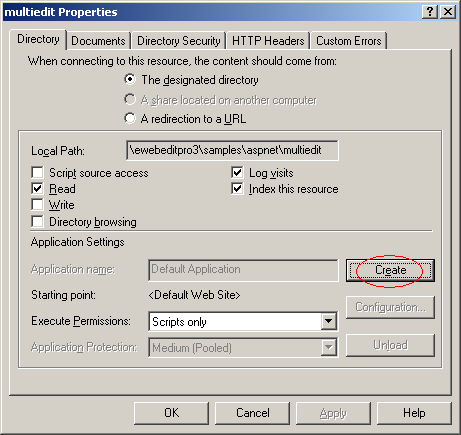 multiedit Properties
Directory Documents Directory Security HTTP Headers Custom Errors
When connecting to this resource, the content should come from:
The designated directory
A share located on another computer
A redirection to a URL
Local Path: \ewebeditpro3\samples\aspnet\multiedit
Script source access
Log visits
Read
Index this resource
Write
Directory browsing
Application Settings
Application name: Default Application Create
Starting point: <Default Web Site>
Configuration...
Execute Permissions: Scripts only
Application Protection: Medium (Pooled) Unload
OK Cancel Apply Help